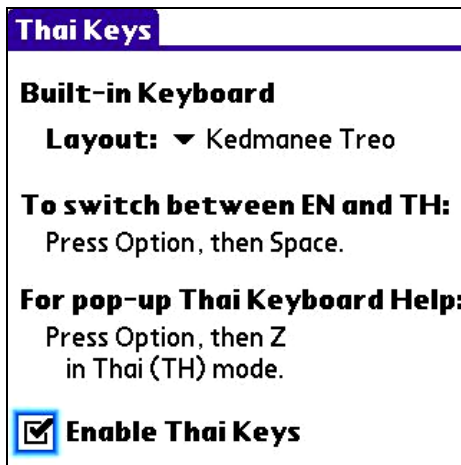 Thai Keys
Built-in Keyboard
Layout: Kedmanee Treo
To switch between EN and TH:
Press Option, then Space.
For pop-up Thai Keyboard Help:
Press Option, then Z
in Thai (TH) mode.
Enable Thai Keys